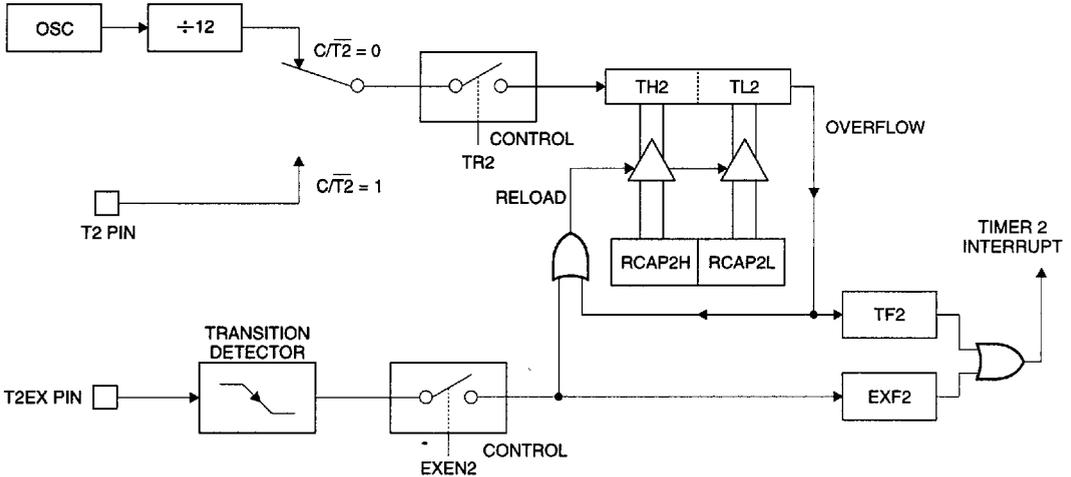 OSC
÷12
C/T2̅ = 0
TH2
TL2
CONTROL
TR2
OVERFLOW
C/T2̅ = 1
RELOAD
T2 PIN
RCAP2H
RCAP2L
TIMER 2
INTERRUPT
TF2
TRANSITION
DETECTOR
T2EX PIN
EXF2
CONTROL
EXEN2